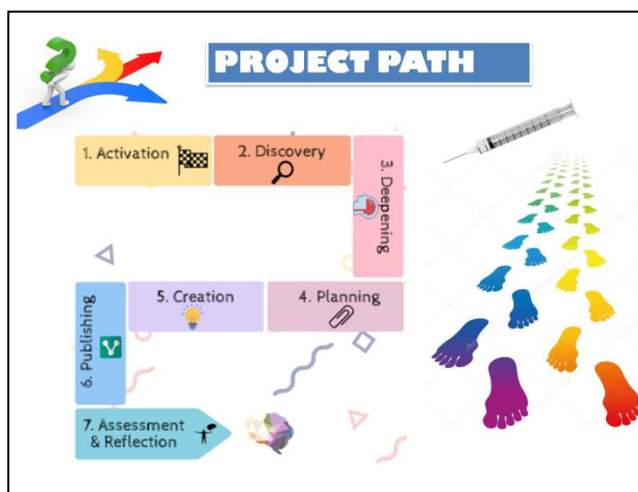 PROJECT PATH
1. Activation
2. Discovery
3. Deepening
4. Planning
5. Creation
6. Publishing
7. Assessment
& Reflection